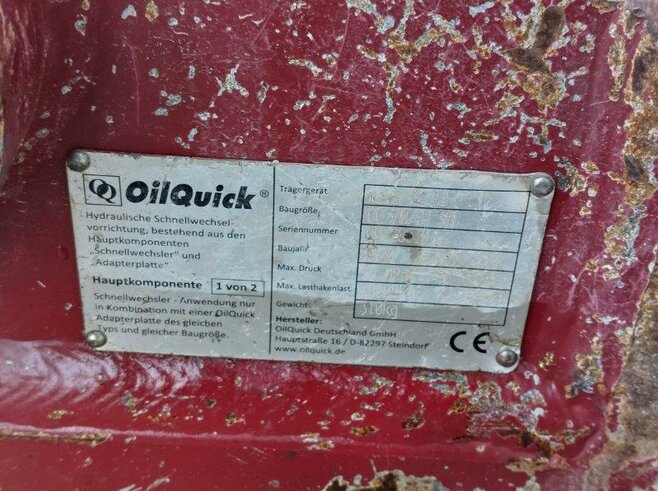 OQ OilQuick®
Hydraulische Schnellwechsel-
vorrichtung, bestehend aus den
Hauptkomponenten
„Schnellwechsler" und
„Adapterplatte".
Hauptkomponente 1 von 2
Schnellwechsler - Anwendung nur
in Kombination mit einer OilQuick
Adapterplatte des gleichen
Typs und gleicher Baugröße.
Trägergerät
Baugröße
Seriennummer
Baujahr
Max. Druck
Max. Lasthakenlast
Gewicht
Hersteller:
OilQuick Deutschland GmbH
Hauptstraße 16 / D-82297 Steindorf
www.oilquick.de
CE